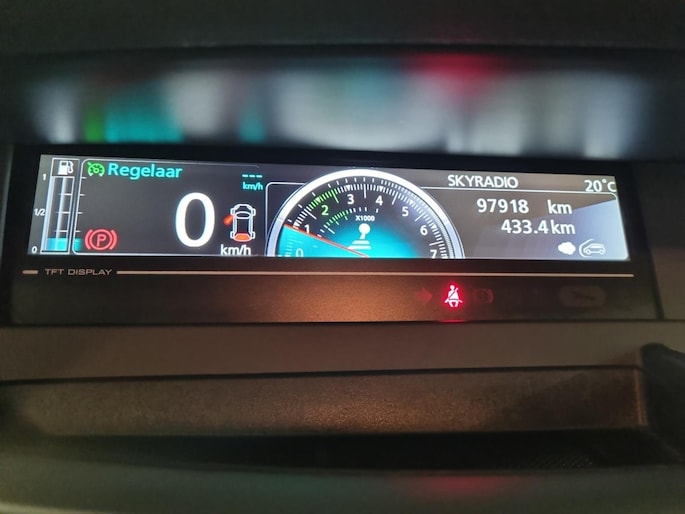 Regelaar
---
km/h
1
1/2
0
P
0
km/h
X1000
0 1 2 3 4 5 6 7
SKYRADIO 20°C
97918 km
433.4 km
TFT DISPLAY